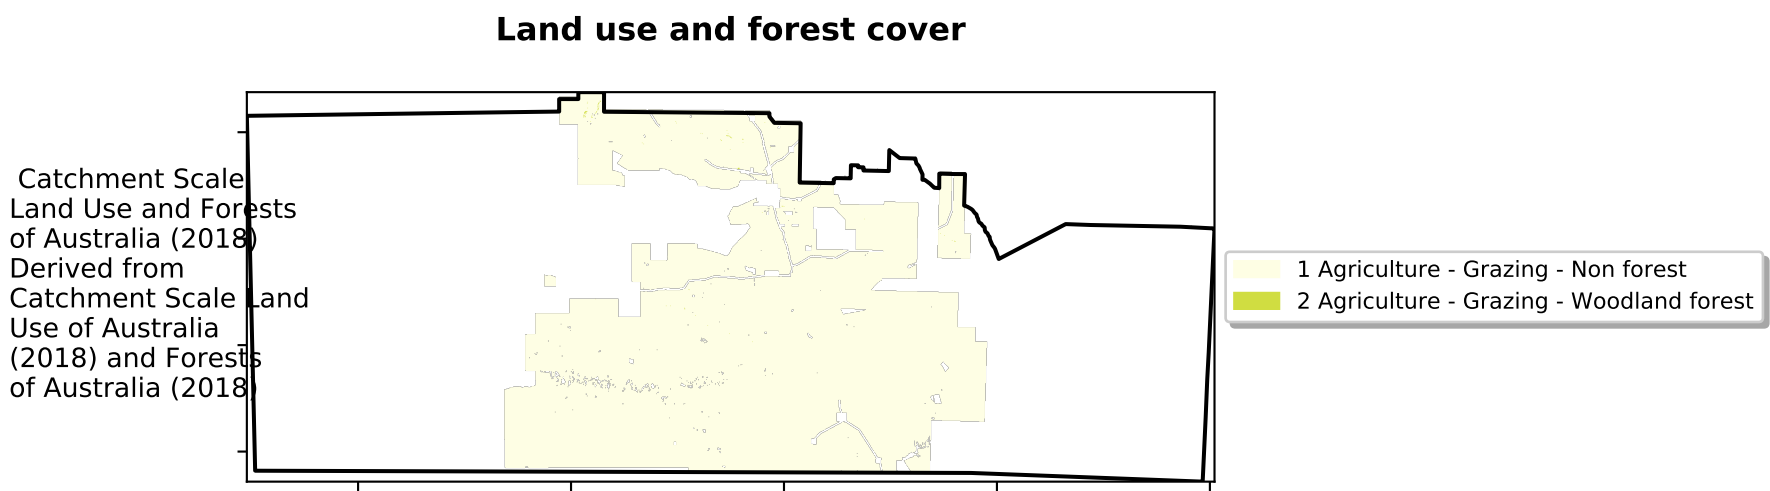 Land use and forest cover
Catchment Scale
Land Use and Forests
of Australia (2018)
Derived from
Catchment Scale Land
Use of Australia
(2018) and Forests
of Australia (2018)
1 Agriculture - Grazing - Non forest
2 Agriculture - Grazing - Woodland forest